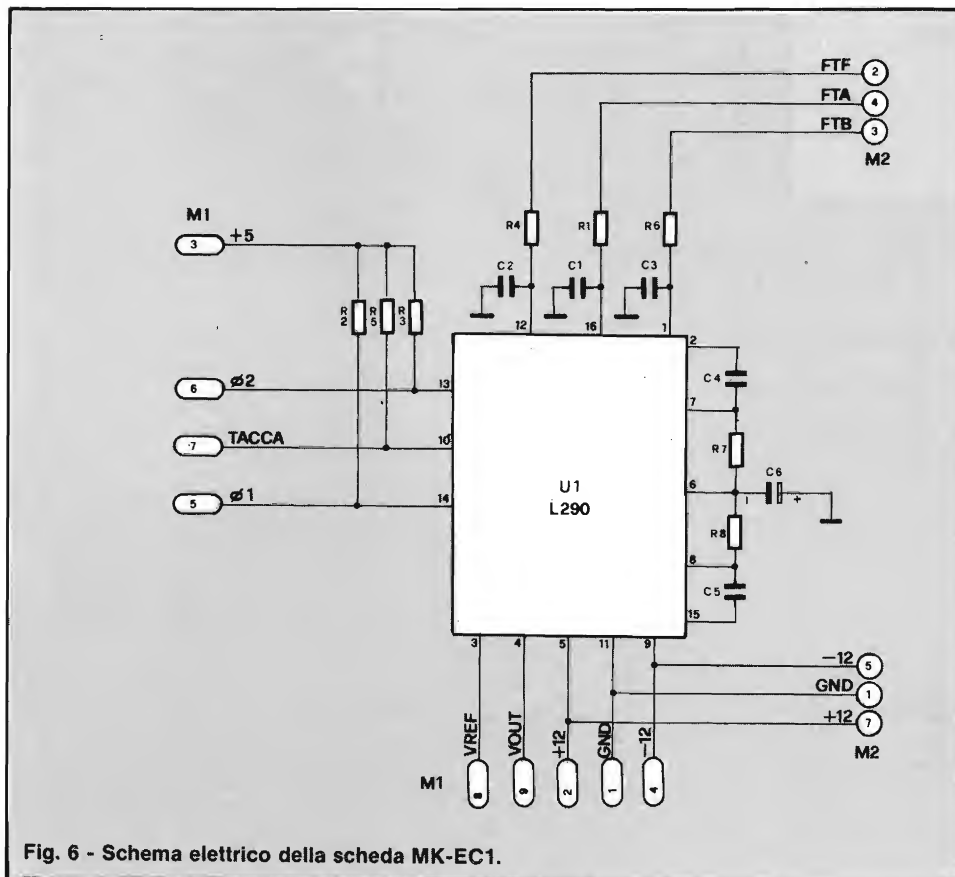 FTF 2
FTA 4
FTB 3
M2
M1
3 +5
R4 R1 R6
C2 C1 C3
R2 R5 R3
12 16 1
2
C4
6 ø2 13
7
7 TACCA 10
R7
5 ø1 14
U1
L290
6
C6
- +
R8
8
C5
15
3 4 5 11 9
-12 5
GND 1
+12 7
M2
VREF VOUT +12 GND -12
M1 8 9 2 1 4
Fig. 6 - Schema elettrico della scheda MK-EC1.